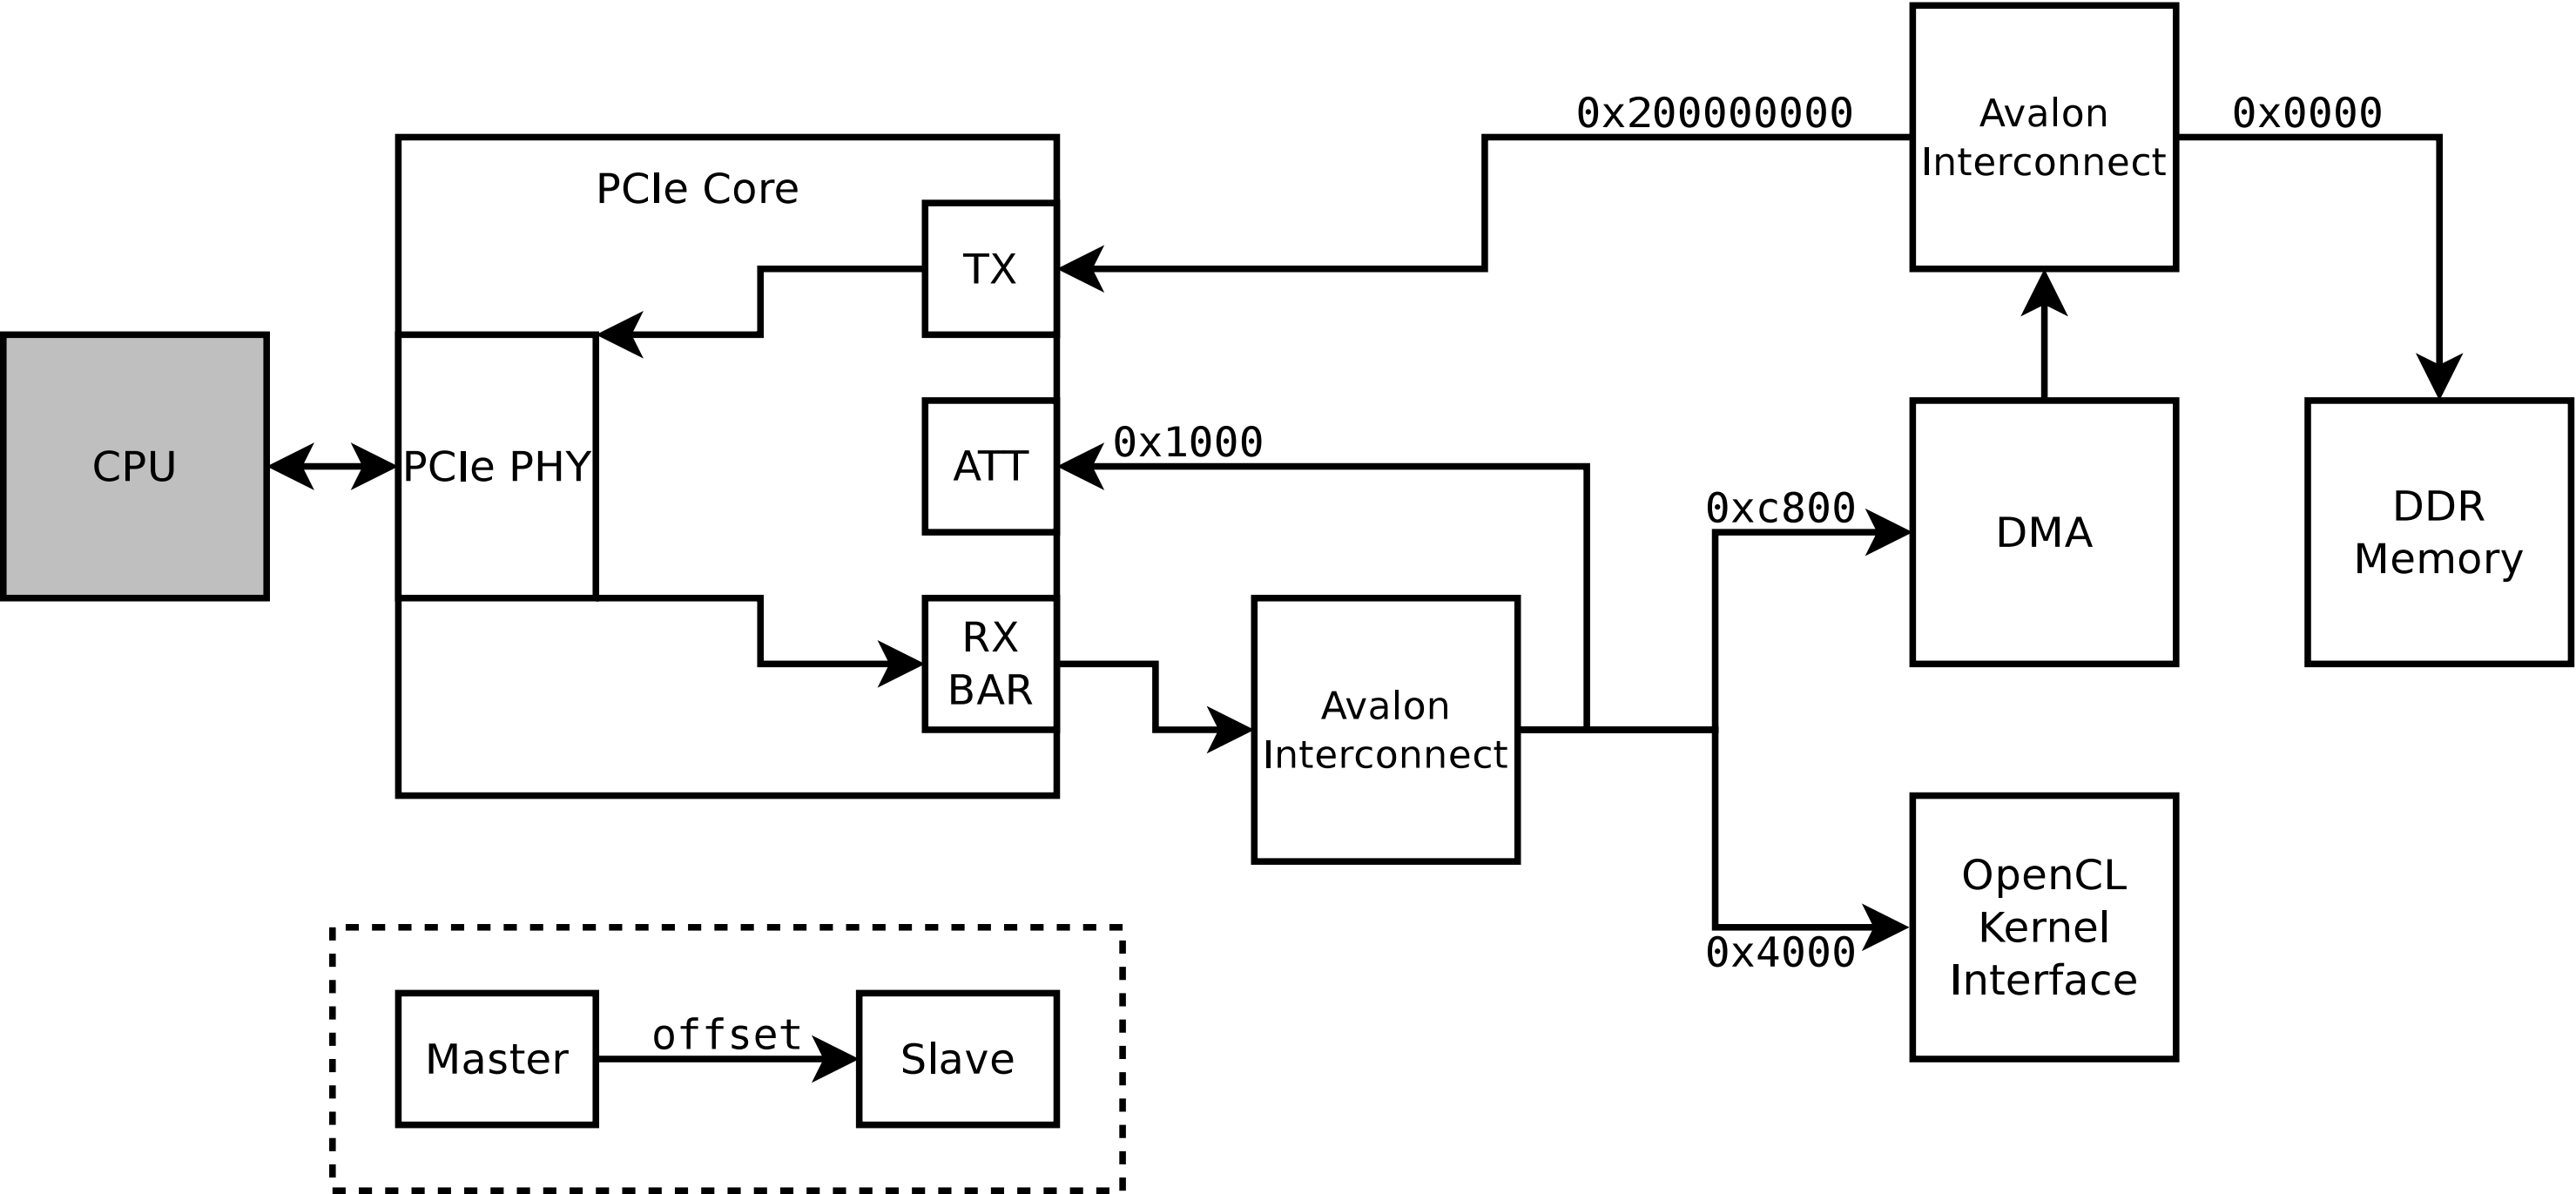 0x200000000
Avalon
Interconnect
0x0000
PCIe Core
TX
CPU
PCIe PHY
ATT
0x1000
0xc800
DMA
DDR
Memory
RX
BAR
Avalon
Interconnect
0x4000
OpenCL
Kernel
Interface
Master
offset
Slave